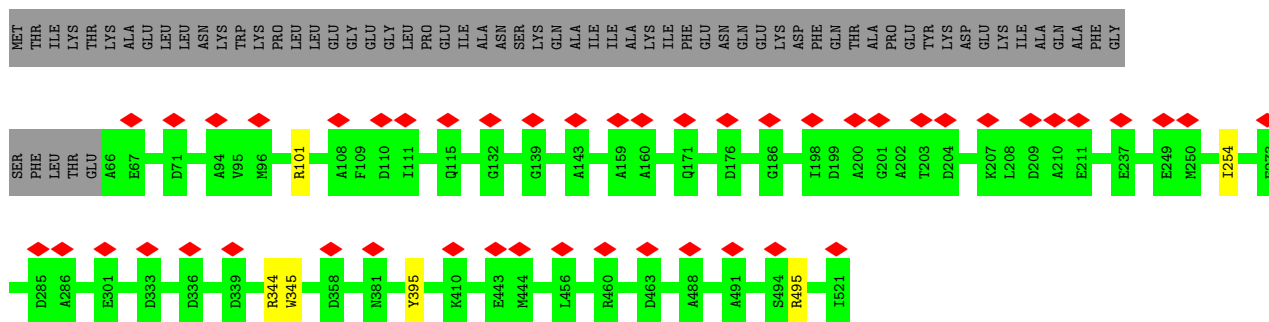 MET THR ILE LYS THR LYS ALA GLU LEU LEU ASN LYS TRP LYS PRO LEU LEU GLU GLY GLU GLY LEU PRO GLU ILE ALA ASN SER LYS GLN ALA ILE ILE ALA LYS ILE PHE GLU ASN GLN GLU LYS ASP PHE GLN THR ALA PRO GLU TYR LYS ASP GLU LYS ILE ALA GLN ALA PHE GLY
SER PHE LEU THR GLU A66 E67 D71 A94 V95 M96 R101 A108 F109 D110 I111 Q115 G132 G139 A143 A159 A160 Q171 D176 G186 I198 D199 A200 G201 A202 T203 D204 K207 L208 D209 A210 E211 E237 E249 M250 I254
D285 A286 E301 D333 D336 D339 R344 W345 D358 N381 Y395 K410 E443 M444 L456 R460 D463 A488 A491 S494 R495 I521